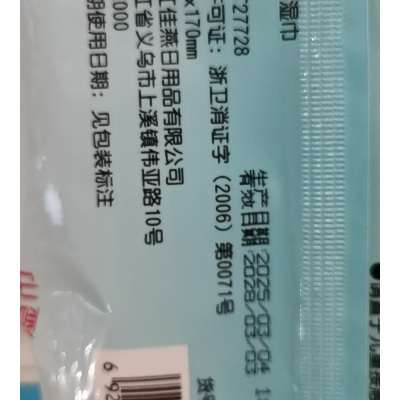 湿巾
27728
许可证：浙卫消证字（2006）第0071号
x170mm
江佳燕日用品有限公司
江省义乌市上溪镇伟亚路10号
000
期使用日期：见包装标注
生产日期:2025/03/04
有效日期:2028/03/03
6 92